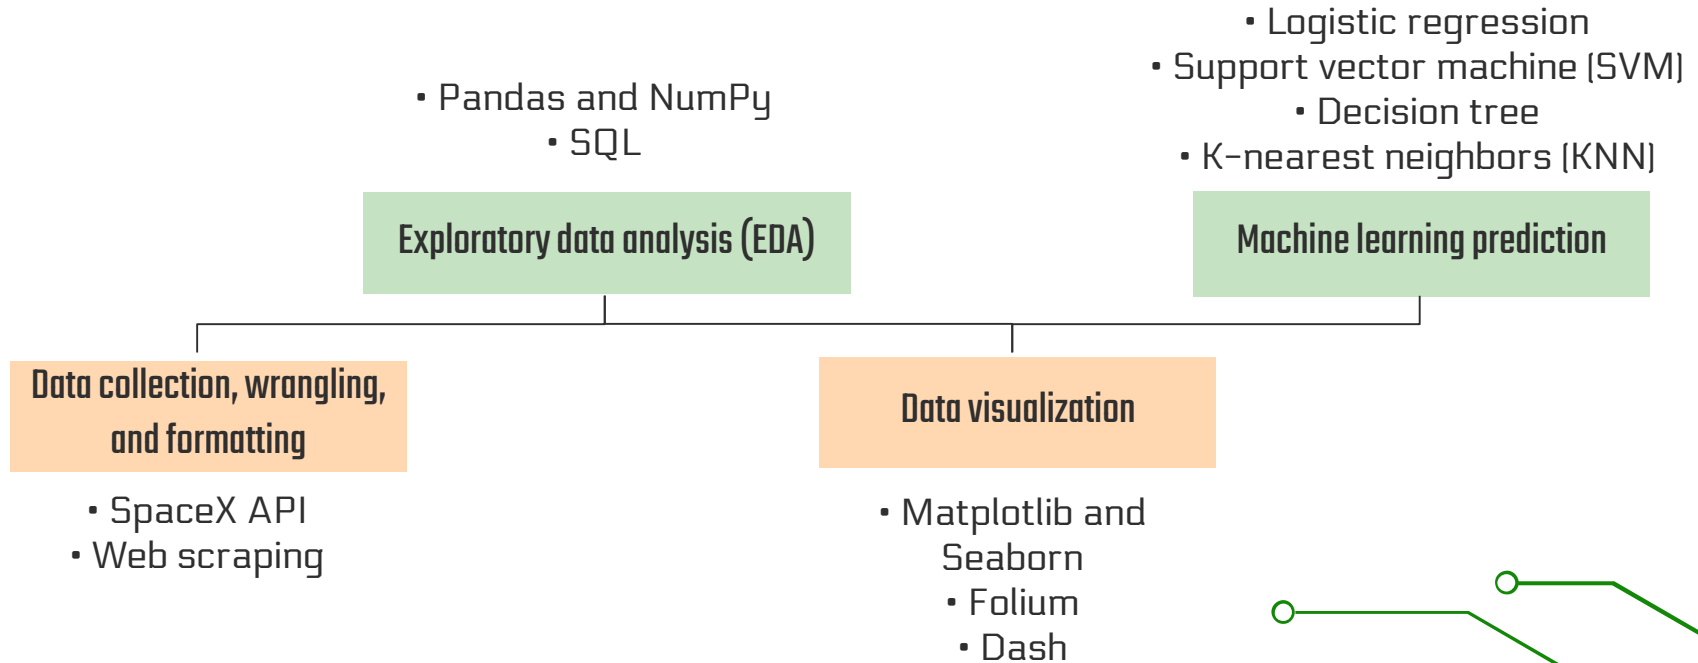 • Pandas and NumPy
• SQL
Exploratory data analysis (EDA)
• Logistic regression
• Support vector machine (SVM)
• Decision tree
• K-nearest neighbors (KNN)
Machine learning prediction
Data collection, wrangling,
and formatting
• SpaceX API
• Web scraping
Data visualization
• Matplotlib and
Seaborn
• Folium
• Dash